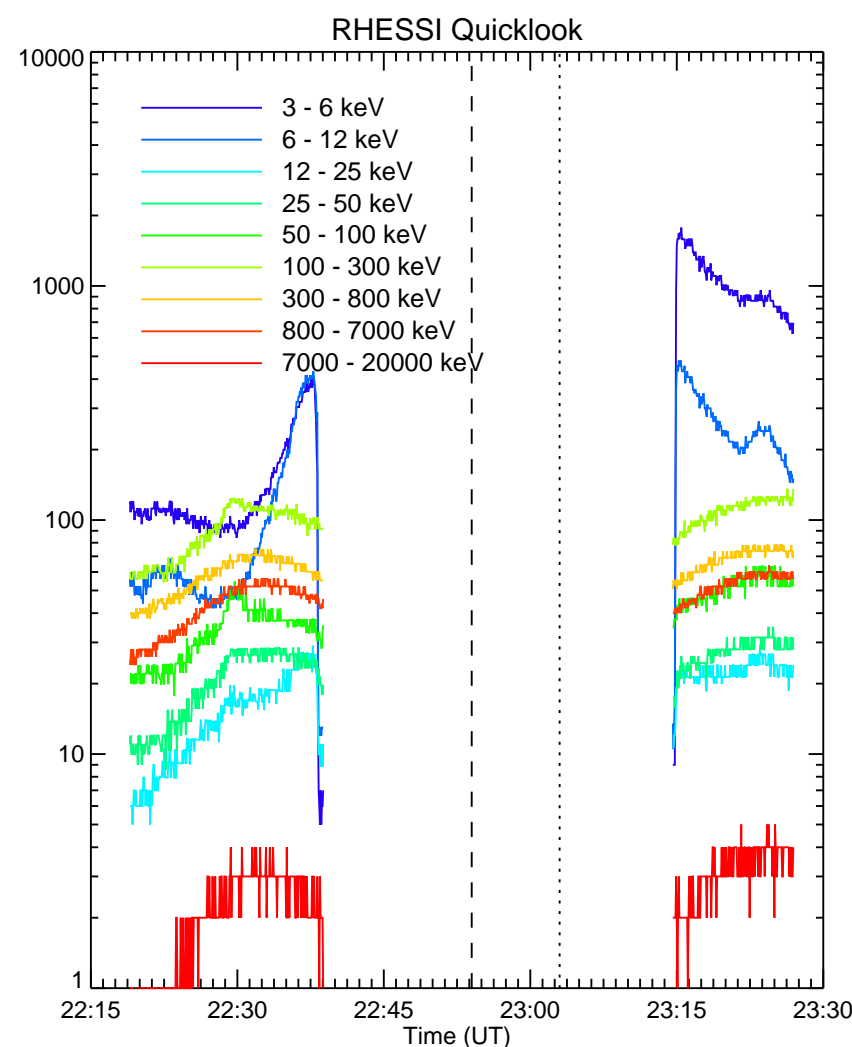 RHESSI Quicklook
10000
3 - 6 keV
6 - 12 keV
12 - 25 keV
25 - 50 keV
50 - 100 keV
1000
100 - 300 keV
300 - 800 keV
800 - 7000 keV
7000 - 20000 keV
100
10
1
22:15 22:30 22:45 23:00 23:15 23:30
Time (UT)